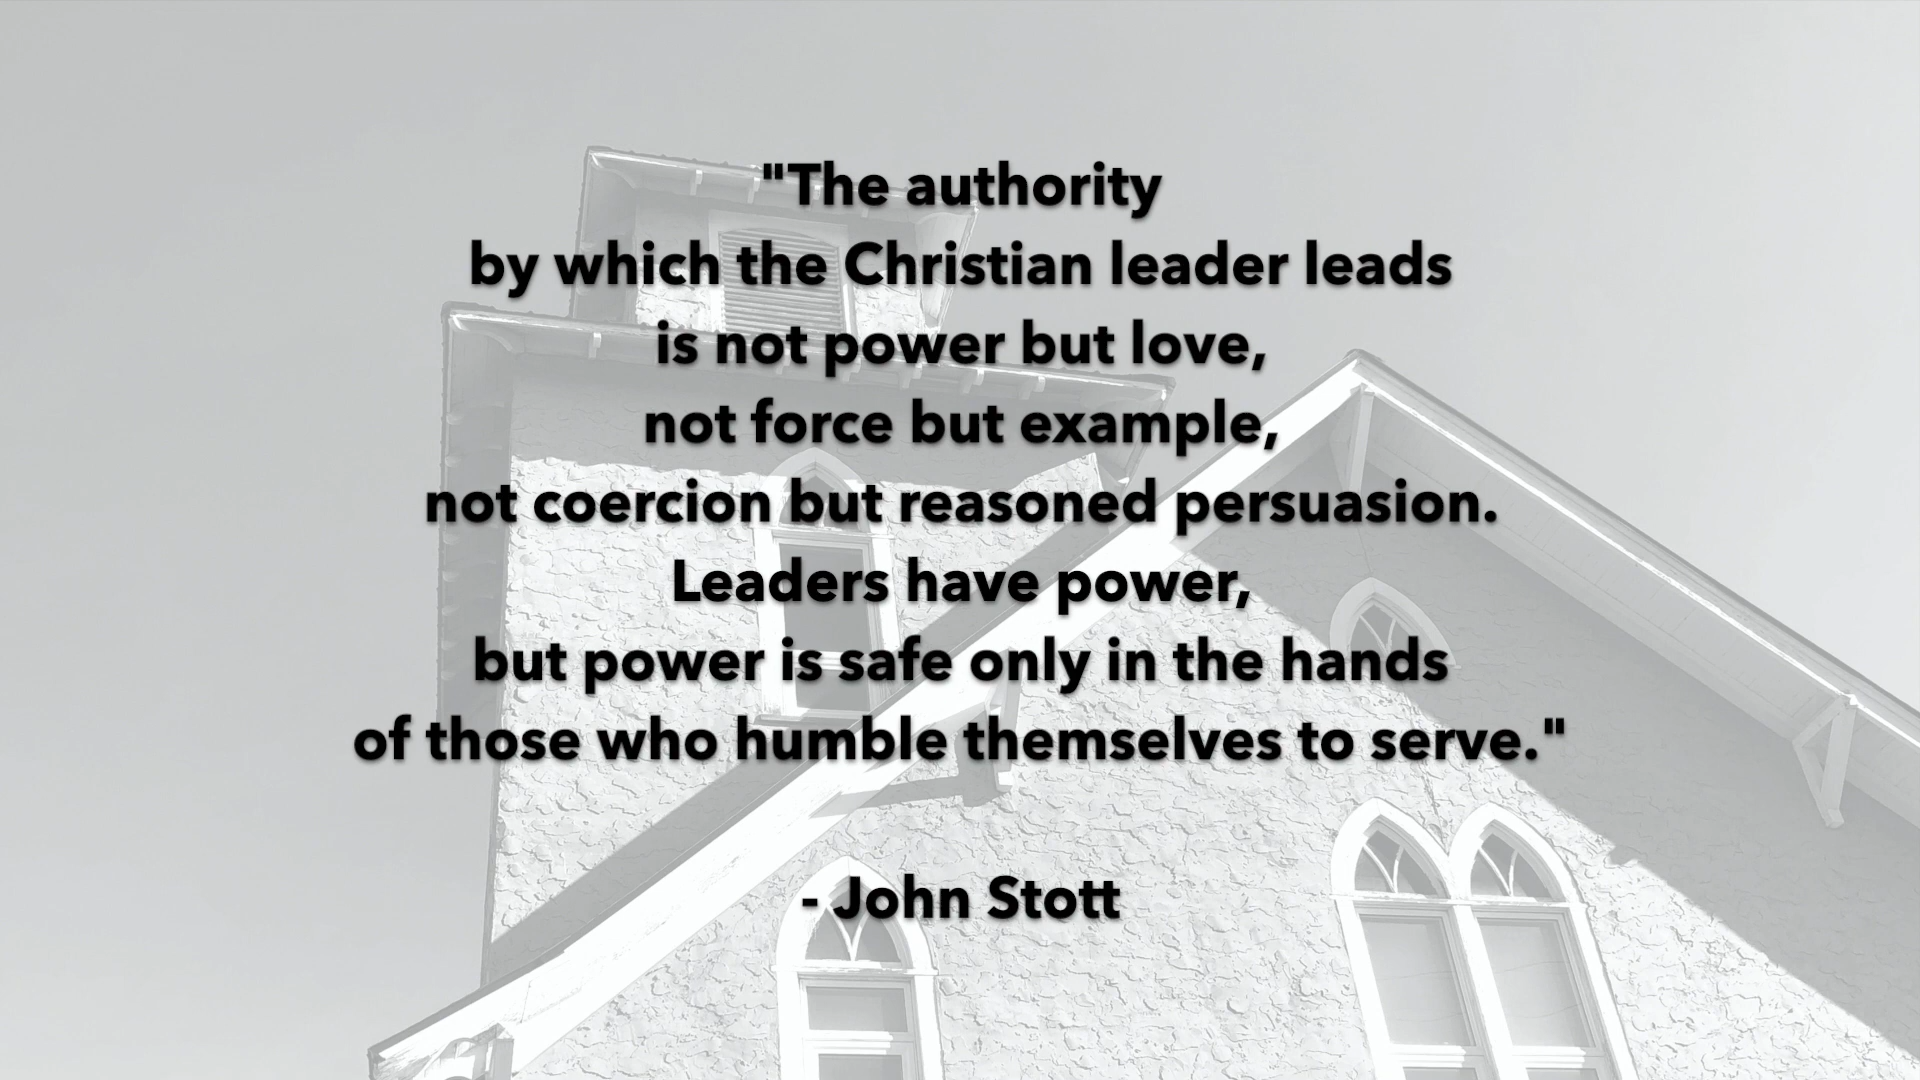 "The authority
by which the Christian leader leads
is not power but love,
not force but example,
not coercion but reasoned persuasion.
Leaders have power,
but power is safe only in the hands
of those who humble themselves to serve."
- John Stott